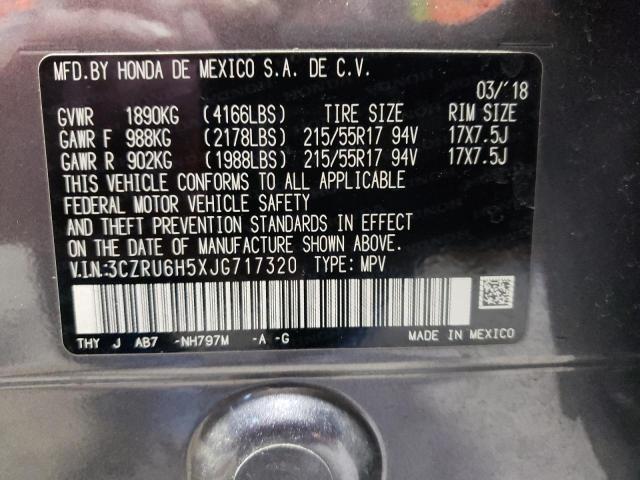 MFD.BY HONDA DE MEXICO S.A. DE C.V.
03/'18
GVWR 1890KG (4166LBS) TIRE SIZE RIM SIZE
GAWR F 988KG (2178LBS) 215/55R17 94V 17X7.5J
GAWR R 902KG (1988LBS) 215/55R17 94V 17X7.5J
THIS VEHICLE CONFORMS TO ALL APPLICABLE
FEDERAL MOTOR VEHICLE SAFETY
AND THEFT PREVENTION STANDARDS IN EFFECT
ON THE DATE OF MANUFACTURE SHOWN ABOVE.
V.I.N:3CZRU6H5XJG717320 TYPE: MPV
THY J AB7 -NH797M -A -G MADE IN MEXICO